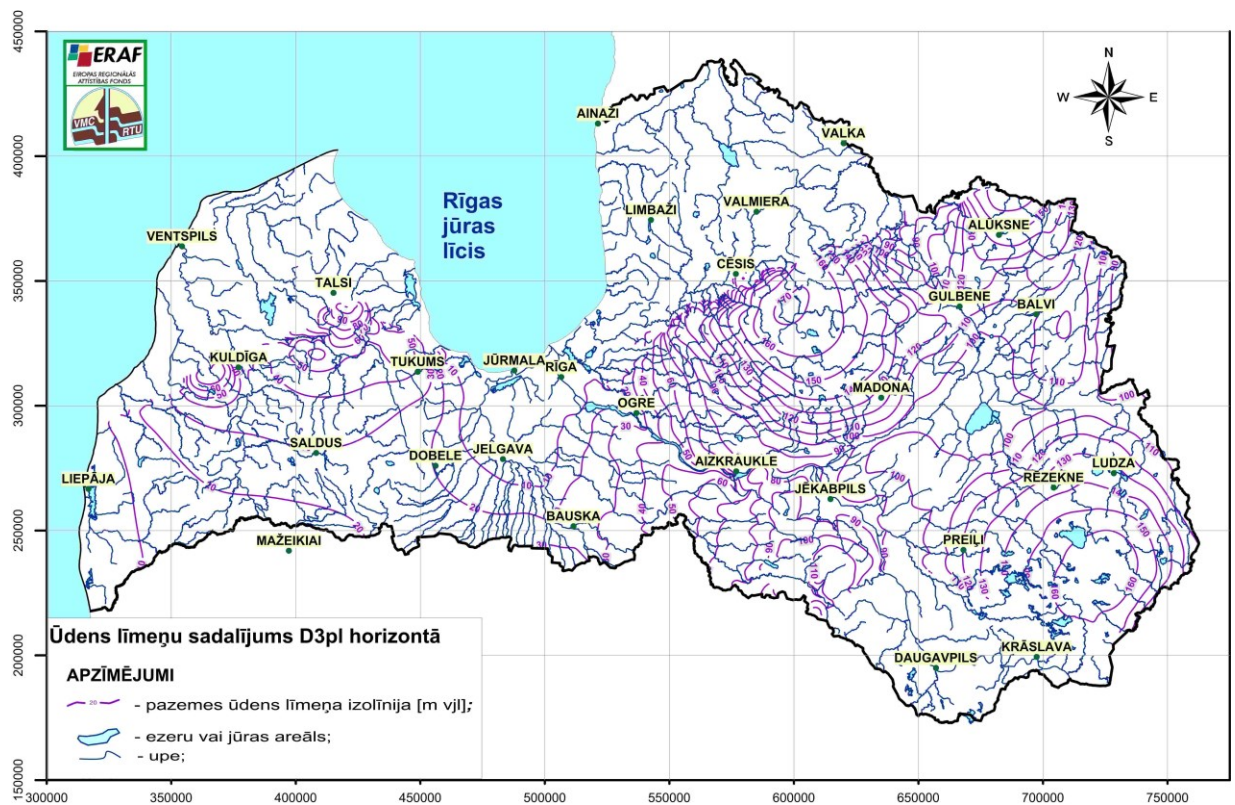 ERAF
EIROPAS REGIONĀLĀS
ATTĪSTĪBAS FONDS
VMC
RTU
N
W E
S
AINAŽI
VALKA
Rīgas
jūras
līcis
LIMBAŽI
VALMIERA
ALŪKSNE
VENTSPILS
TALSI
CĒSIS
GULBENE
BALVI
KULDĪGA
TUKUMS
JŪRMALA
RĪGA
MADONA
OGRE
SALDUS
DOBELE
JELGAVA
AIZKRAUKLE
LIEPĀJA
JĒKABPILS
RĒZEKNE
LUDZA
BAUSKA
MAŽEIKIAI
PREIĻI
DAUGAVPILS
KRĀSLAVA
Ūdens līmeņu sadalījums D3pl horizontā
APZĪMĒJUMI
20 - pazemes ūdens līmeņa izolīnija [m vjl];
- ezeru vai jūras areāls;
- upe;
450000
400000
350000
300000
250000
200000
150000
300000 350000 400000 450000 500000 550000 600000 650000 700000 750000